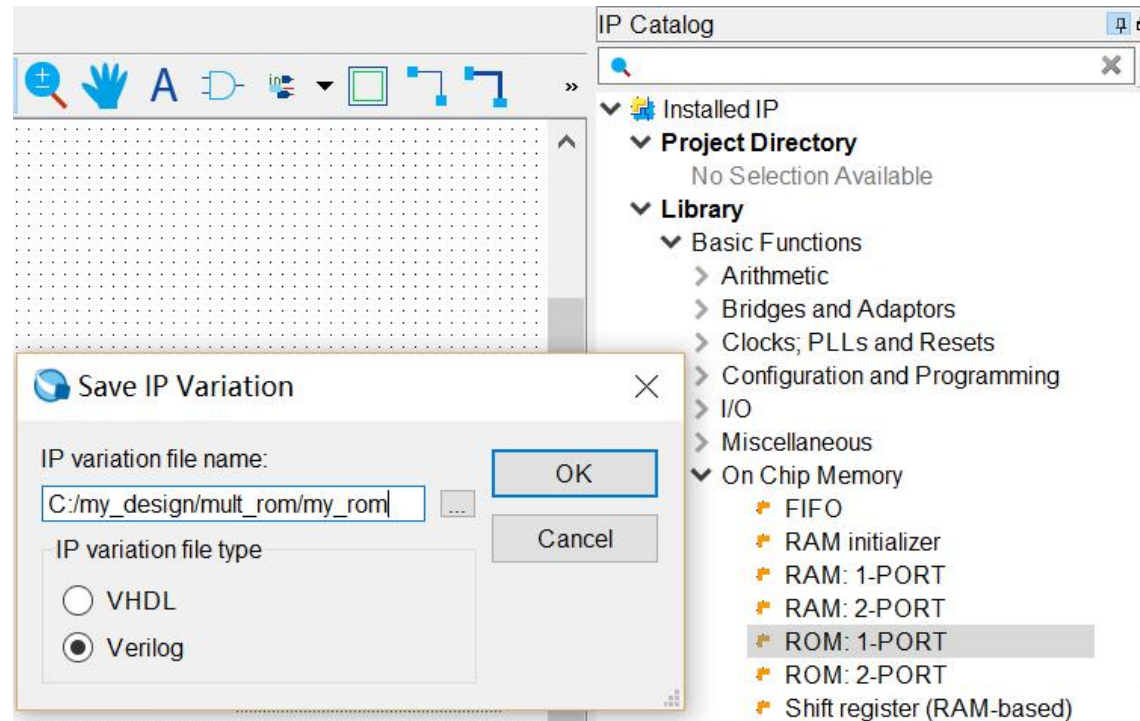 IP Catalog
A
in
»
Installed IP
Project Directory
No Selection Available
Library
Basic Functions
Arithmetic
Bridges and Adaptors
Clocks; PLLs and Resets
Configuration and Programming
I/O
Miscellaneous
On Chip Memory
FIFO
RAM initializer
RAM: 1-PORT
RAM: 2-PORT
ROM: 1-PORT
ROM: 2-PORT
Shift register (RAM-based)
Save IP Variation
IP variation file name:
C:/my_design/mult_rom/my_rom
...
IP variation file type
VHDL
Verilog
OK
Cancel